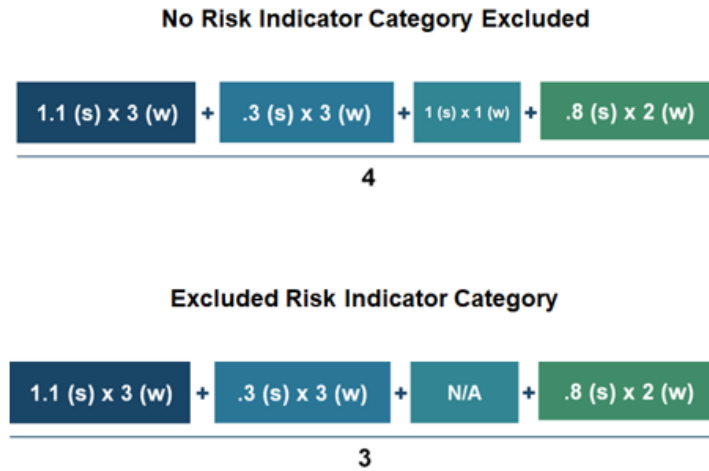 No Risk Indicator Category Excluded
1.1 (s) x 3 (w) + .3 (s) x 3 (w) + 1 (s) x 1 (w) + .8 (s) x 2 (w)
4
Excluded Risk Indicator Category
1.1 (s) x 3 (w) + .3 (s) x 3 (w) + N/A + .8 (s) x 2 (w)
3